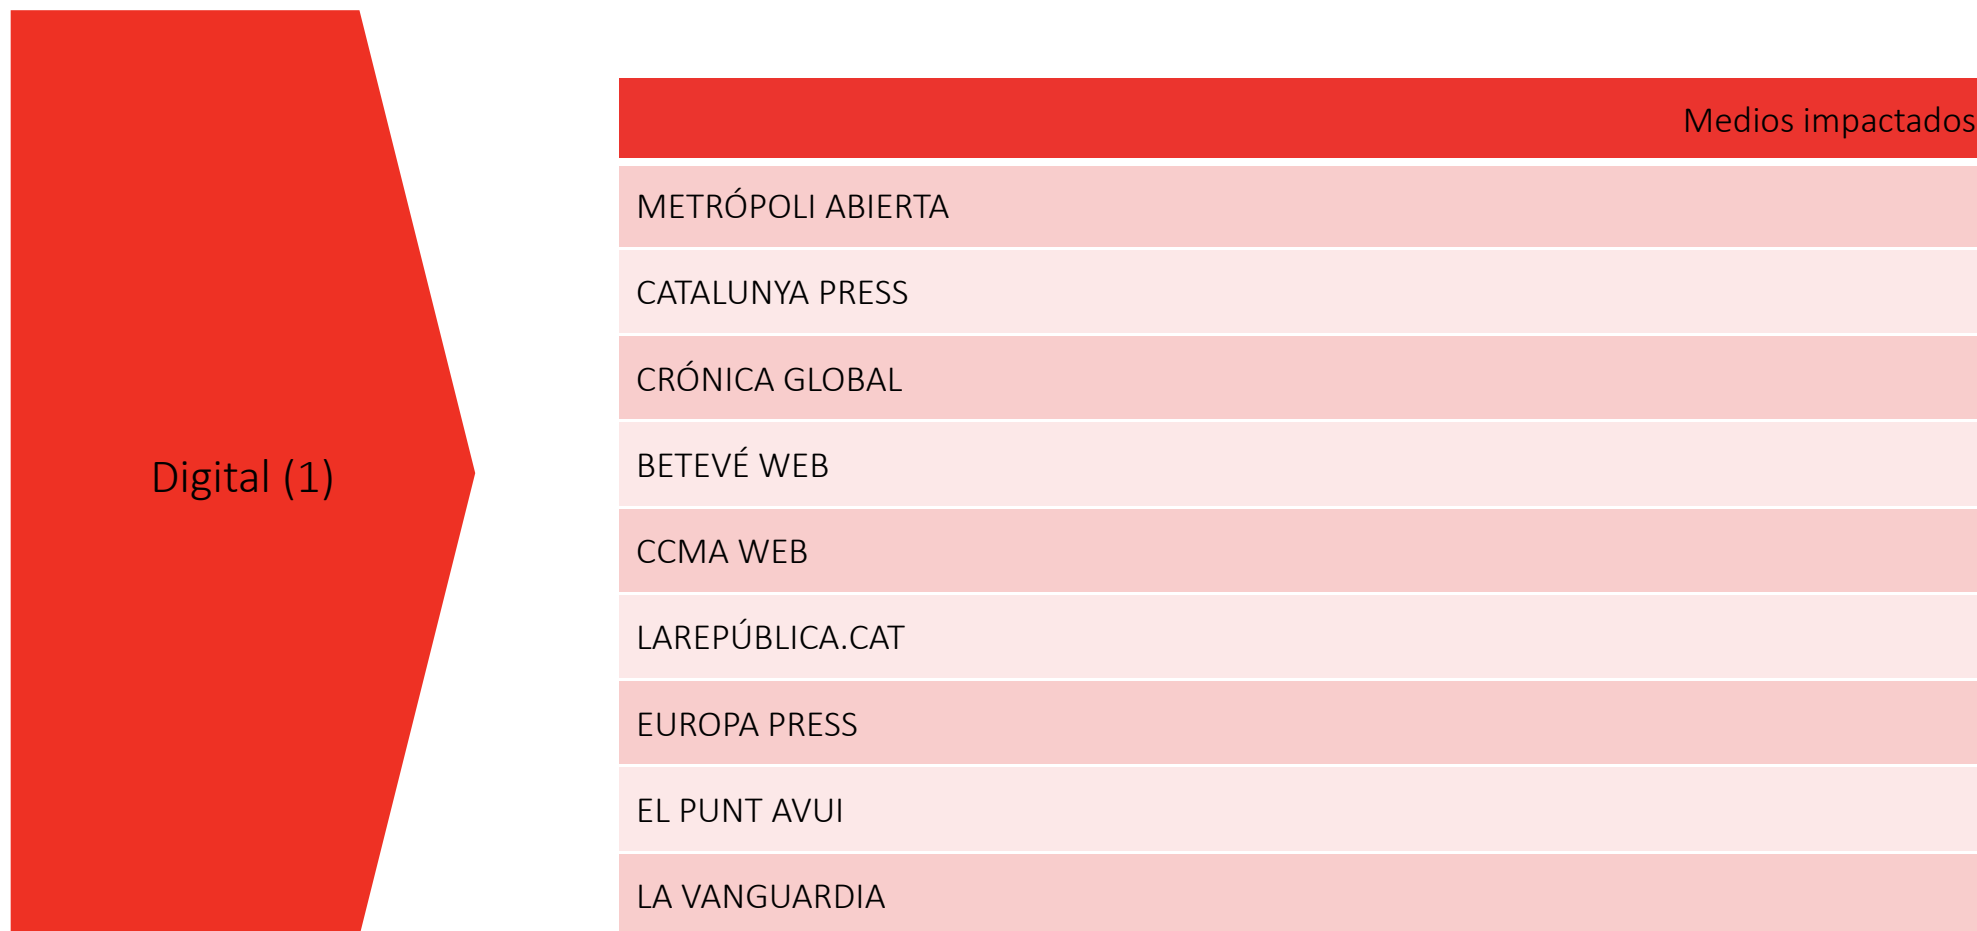 Digital (1)
Medios impactados
METRÓPOLI ABIERTA
CATALUNYA PRESS
CRÓNICA GLOBAL
BETEVÉ WEB
CCMA WEB
LAREPÚBLICA.CAT
EUROPA PRESS
EL PUNT AVUI
LA VANGUARDIA